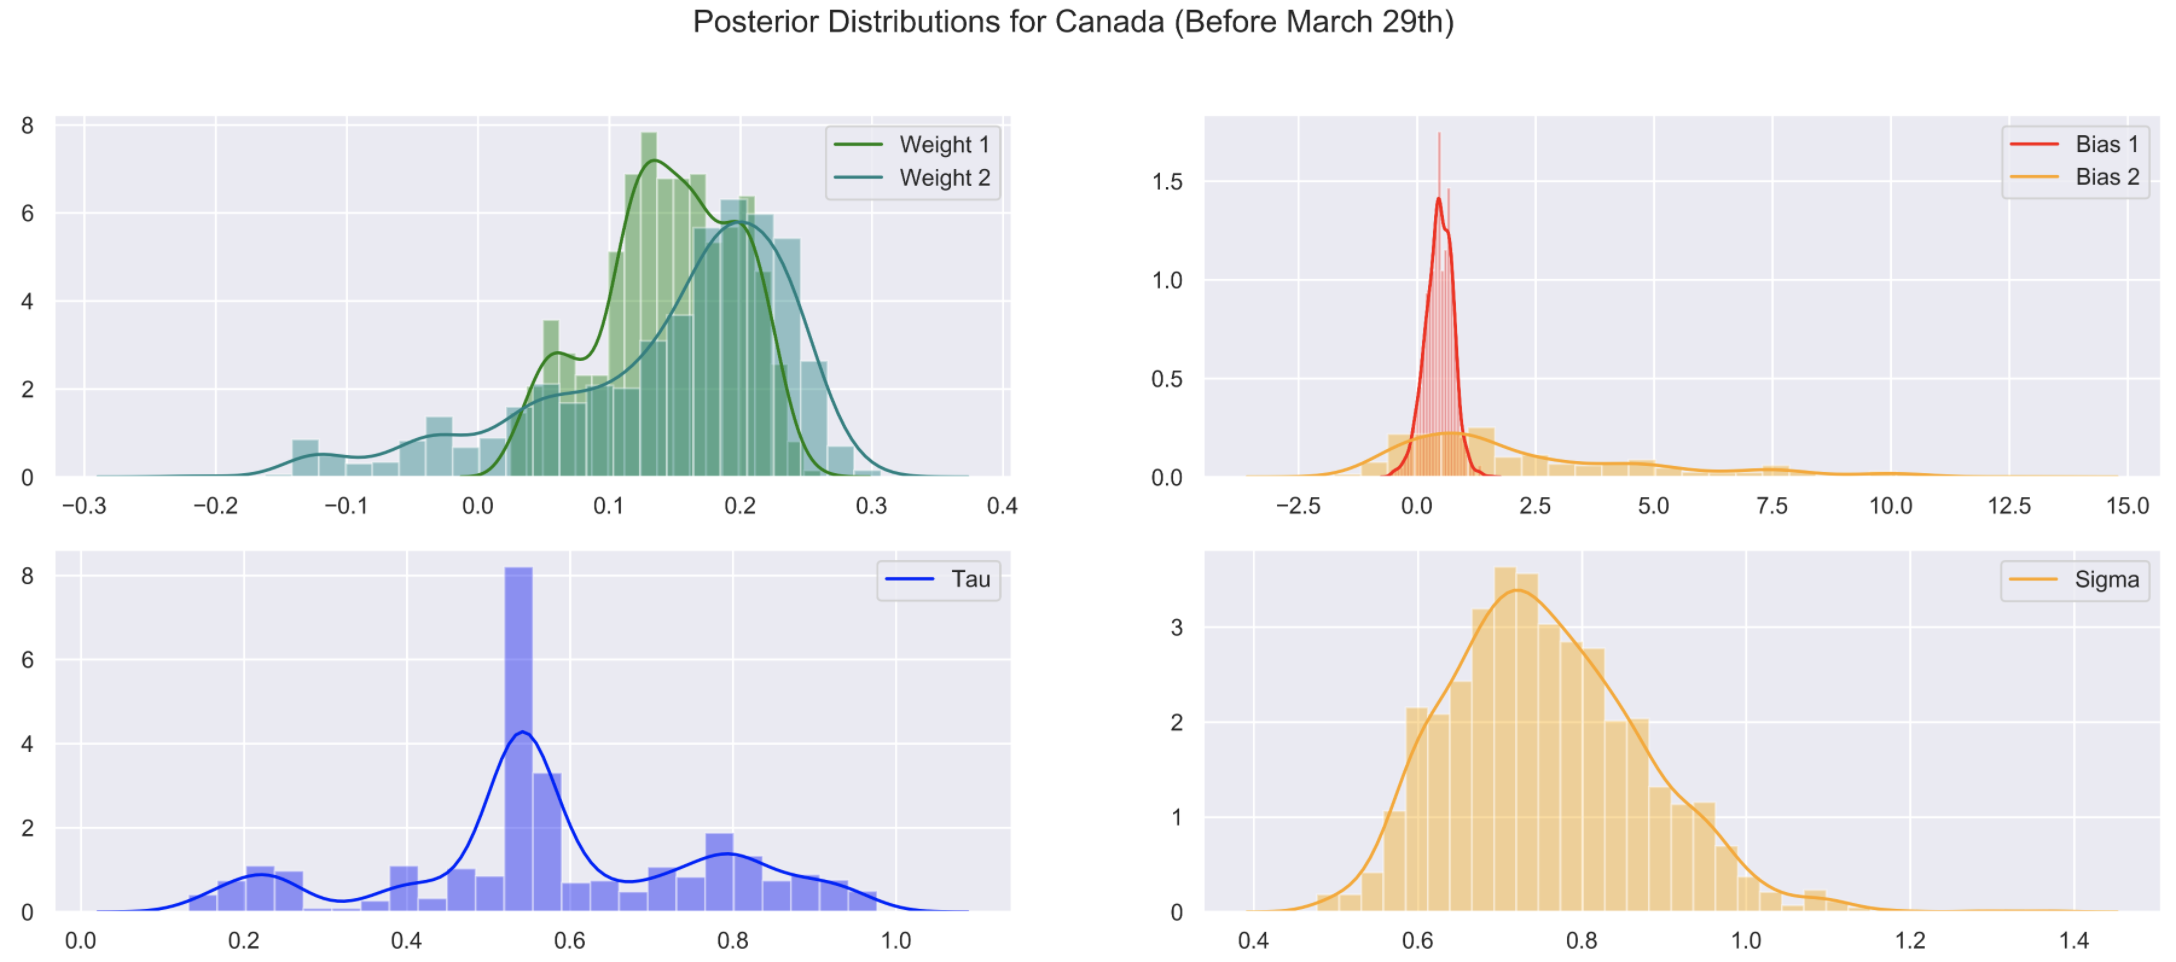 Posterior Distributions for Canada (Before March 29th)
8
6
4
2
0
−0.3 −0.2 −0.1 0.0 0.1 0.2 0.3 0.4
Weight 1
Weight 2
1.5
1.0
0.5
0.0
−2.5 0.0 2.5 5.0 7.5 10.0 12.5 15.0
Bias 1
Bias 2
8
6
4
2
0
0.0 0.2 0.4 0.6 0.8 1.0
Tau
3
2
1
0
0.4 0.6 0.8 1.0 1.2 1.4
Sigma